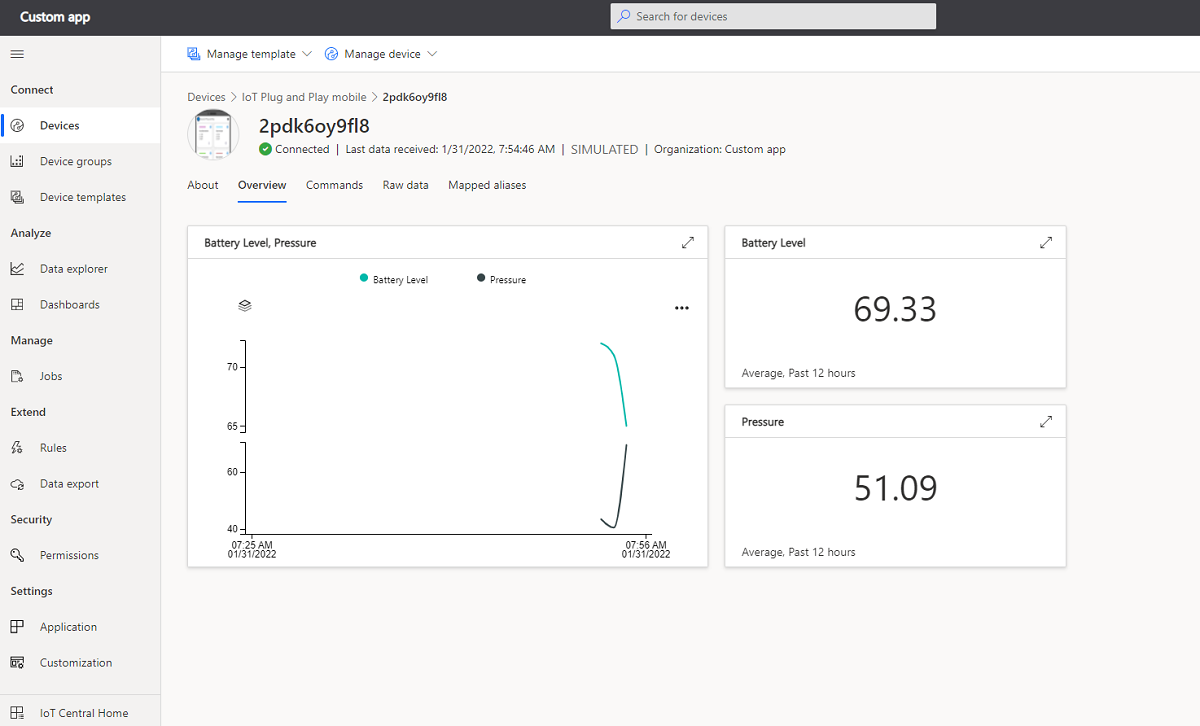 Custom app
Search for devices
Manage template
Manage device
Connect
Devices
Device groups
Device templates
Analyze
Data explorer
Dashboards
Manage
Jobs
Extend
Rules
Data export
Security
Permissions
Settings
Application
Customization
IoT Central Home
Devices > IoT Plug and Play mobile > 2pdk6oy9fl8
2pdk6oy9fl8
Connected | Last data received: 1/31/2022, 7:54:46 AM | SIMULATED | Organization: Custom app
About Overview Commands Raw data Mapped aliases
Battery Level, Pressure
Battery Level Pressure
70
65
60
40
07:25 AM
01/31/2022
07:56 AM
01/31/2022
Battery Level
69.33
Average, Past 12 hours
Pressure
51.09
Average, Past 12 hours